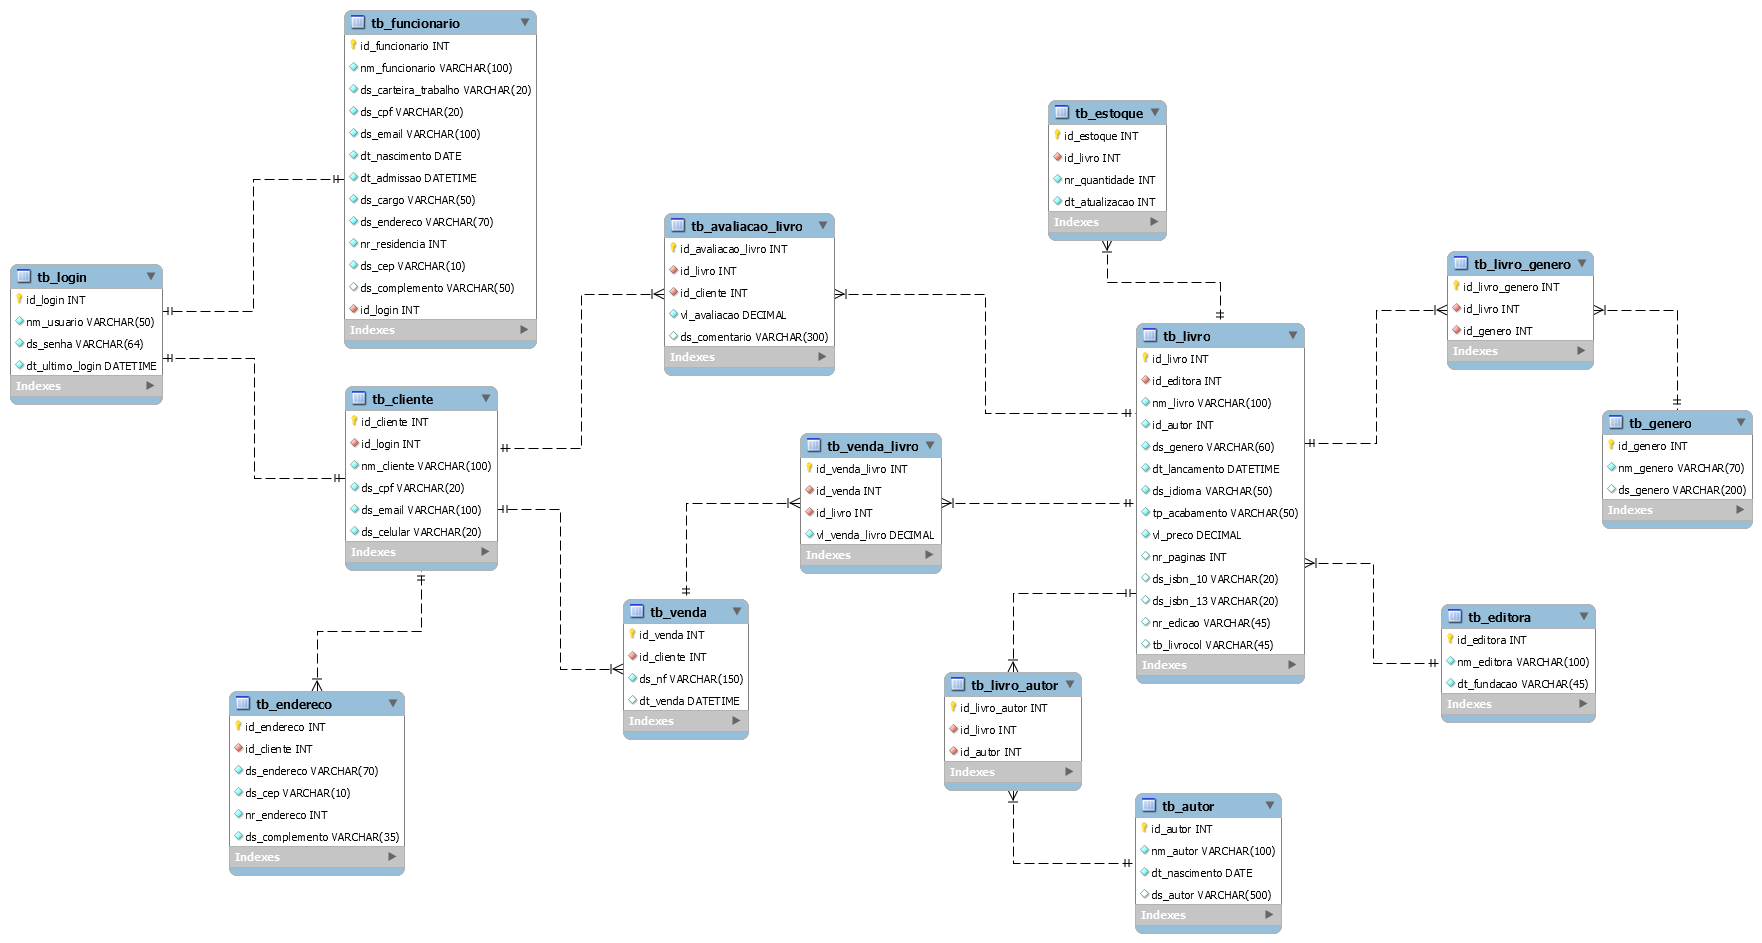 tb_funcionario
id_funcionario INT
nm_funcionario VARCHAR(100)
ds_carteira_trabalho VARCHAR(20)
ds_cpf VARCHAR(20)
ds_email VARCHAR(100)
dt_nascimento DATE
dt_admissao DATETIME
ds_cargo VARCHAR(50)
ds_endereco VARCHAR(70)
nr_residencia INT
ds_cep VARCHAR(10)
ds_complemento VARCHAR(50)
id_login INT
Indexes
tb_login
id_login INT
nm_usuario VARCHAR(50)
ds_senha VARCHAR(64)
dt_ultimo_login DATETIME
Indexes
tb_cliente
id_cliente INT
id_login INT
nm_cliente VARCHAR(100)
ds_cpf VARCHAR(20)
ds_email VARCHAR(100)
ds_celular VARCHAR(20)
Indexes
tb_endereco
id_endereco INT
id_cliente INT
ds_endereco VARCHAR(70)
ds_cep VARCHAR(10)
nr_endereco INT
ds_complemento VARCHAR(35)
Indexes
tb_avaliacao_livro
id_avaliacao_livro INT
id_livro INT
id_cliente INT
vl_avaliacao DECIMAL
ds_comentario VARCHAR(300)
Indexes
tb_venda_livro
id_venda_livro INT
id_venda INT
id_livro INT
vl_venda_livro DECIMAL
Indexes
tb_venda
id_venda INT
id_cliente INT
ds_nf VARCHAR(150)
dt_venda DATETIME
Indexes
tb_estoque
id_estoque INT
id_livro INT
nr_quantidade INT
dt_atualizacao INT
Indexes
tb_livro
id_livro INT
id_editora INT
nm_livro VARCHAR(100)
id_autor INT
ds_genero VARCHAR(60)
dt_lancamento DATETIME
ds_idioma VARCHAR(50)
tp_acabamento VARCHAR(50)
vl_preco DECIMAL
nr_paginas INT
ds_isbn_10 VARCHAR(20)
ds_isbn_13 VARCHAR(20)
nr_edicao VARCHAR(45)
tb_livrocol VARCHAR(45)
Indexes
tb_livro_autor
id_livro_autor INT
id_livro INT
id_autor INT
Indexes
tb_autor
id_autor INT
nm_autor VARCHAR(100)
dt_nascimento DATE
ds_autor VARCHAR(500)
Indexes
tb_livro_genero
id_livro_genero INT
id_livro INT
id_genero INT
Indexes
tb_genero
id_genero INT
nm_genero VARCHAR(70)
ds_genero VARCHAR(200)
Indexes
tb_editora
id_editora INT
nm_editora VARCHAR(100)
dt_fundacao VARCHAR(45)
Indexes